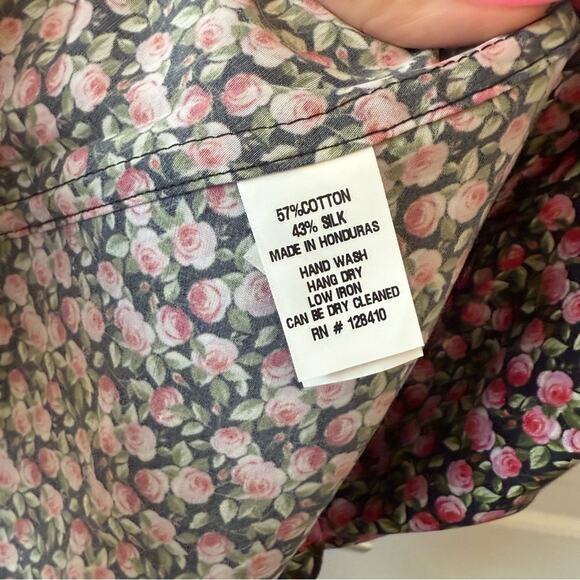 57%COTTON
43% SILK
MADE IN HONDURAS
HAND WASH
HANG DRY
LOW IRON
CAN BE DRY CLEANED
RN # 128410